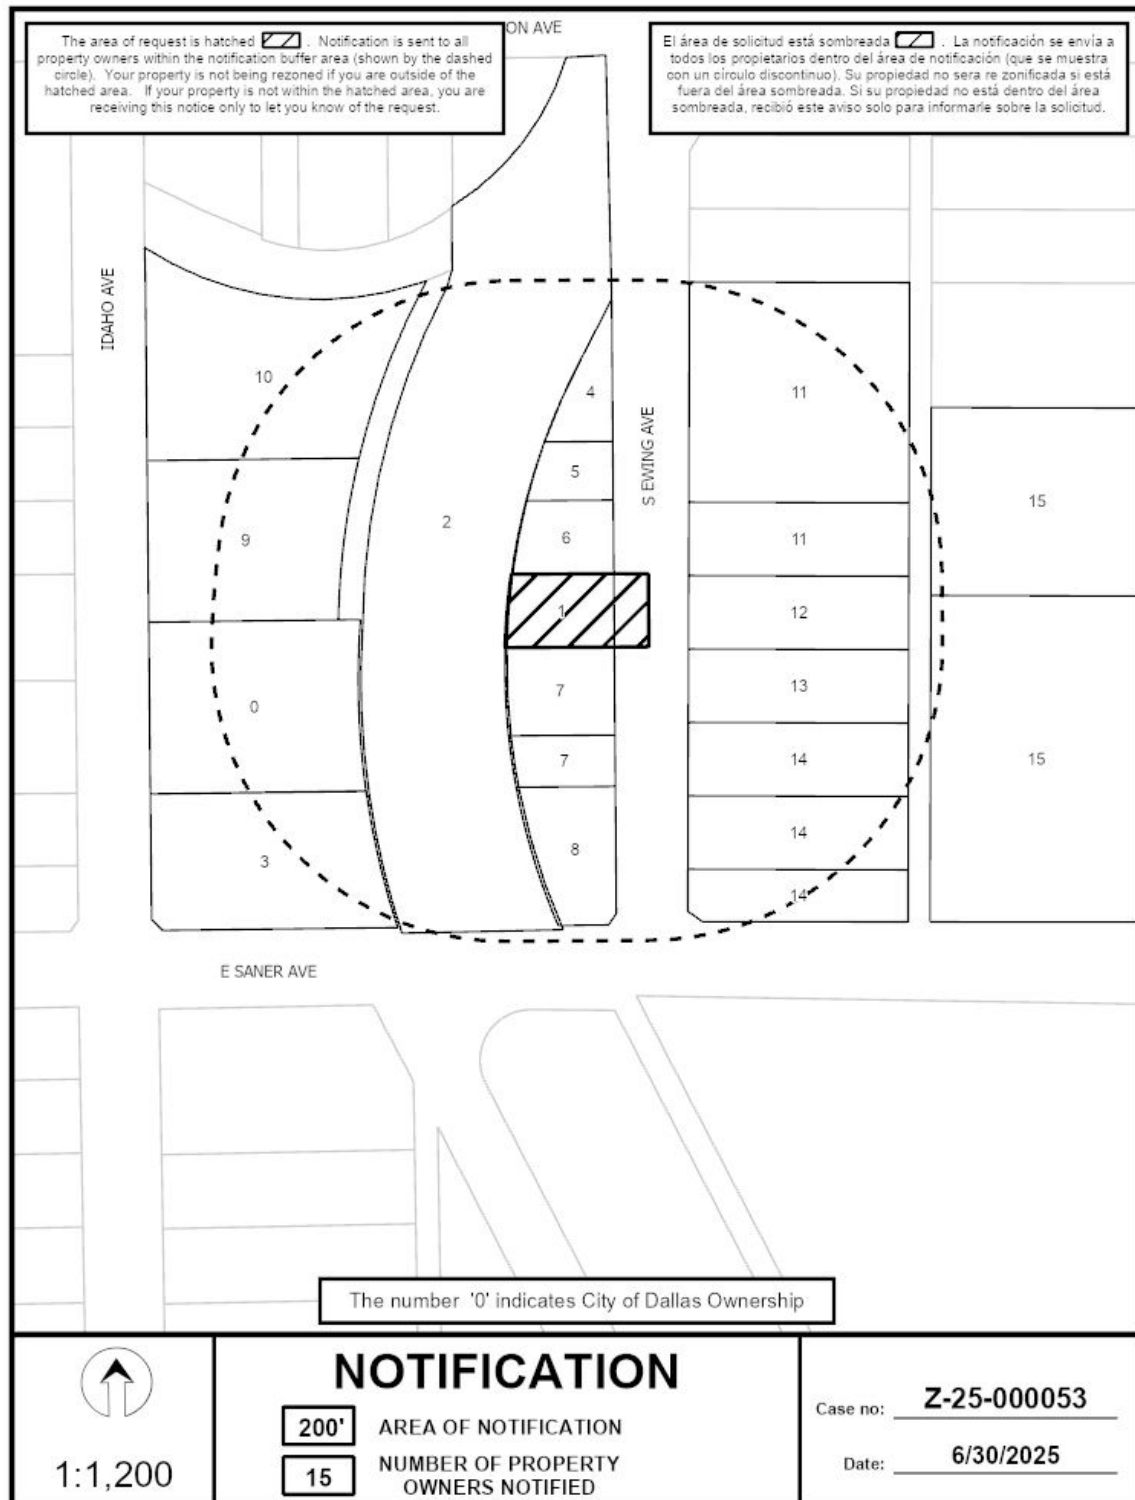 The area of request is hatched . Notification is sent to all
property owners within the notification buffer area (shown by the dashed
circle). Your property is not being rezoned if you are outside of the
hatched area. If your property is not within the hatched area, you are
receiving this notice only to let you know of the request.
ON AVE
El área de solicitud está sombreada . La notificación se envía a
todos los propietarios dentro del área de notificación (que se muestra
con un círculo discontinuo). Su propiedad no sera re zonificada si está
fuera del área sombreada. Si su propiedad no está dentro del área
sombreada, recibió este aviso solo para informarle sobre la solicitud.
IDAHO AVE
10
4
11
S EWING AVE
5
15
2
9
6
11
1
12
7
13
0
7
14
15
14
8
3
14
E SANER AVE
The number '0' indicates City of Dallas Ownership
1:1,200
NOTIFICATION
200' AREA OF NOTIFICATION
15 NUMBER OF PROPERTY
OWNERS NOTIFIED
Case no: Z-25-000053
Date: 6/30/2025